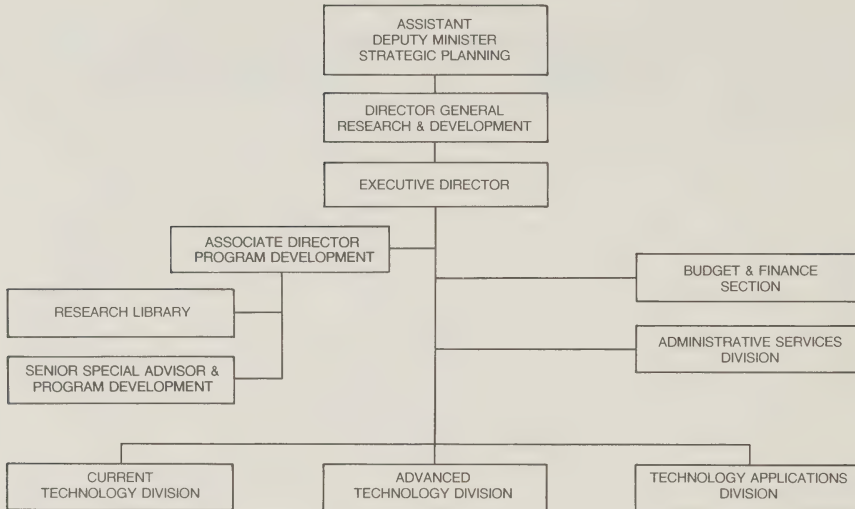 ASSISTANT
DEPUTY MINISTER
STRATEGIC PLANNING
DIRECTOR GENERAL
RESEARCH & DEVELOPMENT
EXECUTIVE DIRECTOR
ASSOCIATE DIRECTOR
PROGRAM DEVELOPMENT
BUDGET & FINANCE
SECTION
RESEARCH LIBRARY
ADMINISTRATIVE SERVICES
DIVISION
SENIOR SPECIAL ADVISOR &
PROGRAM DEVELOPMENT
CURRENT
TECHNOLOGY DIVISION
ADVANCED
TECHNOLOGY DIVISION
TECHNOLOGY APPLICATIONS
DIVISION